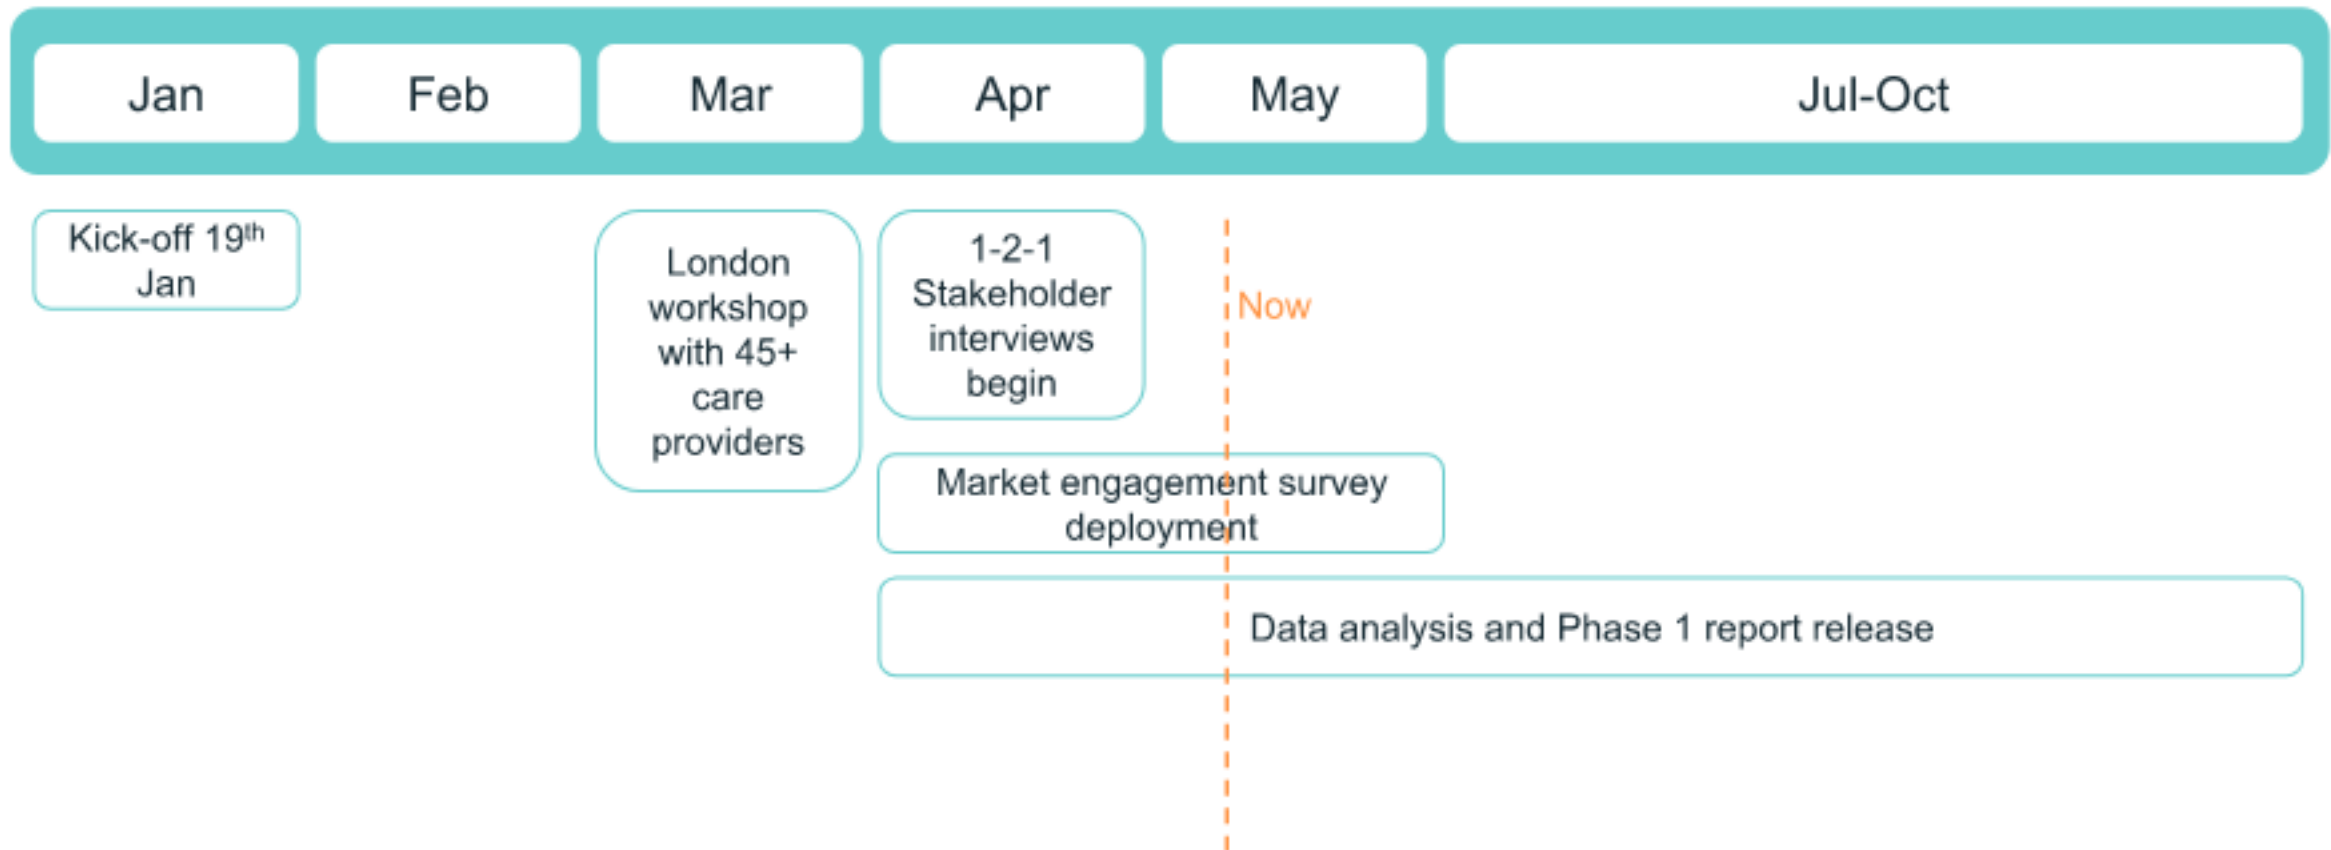 Jan Feb Mar Apr May Jul-Oct
Kick-off 19th
Jan
London
workshop
with 45+
care
providers
1-2-1
Stakeholder
interviews
begin
Now
Market engagement survey
deployment
Data analysis and Phase 1 report release